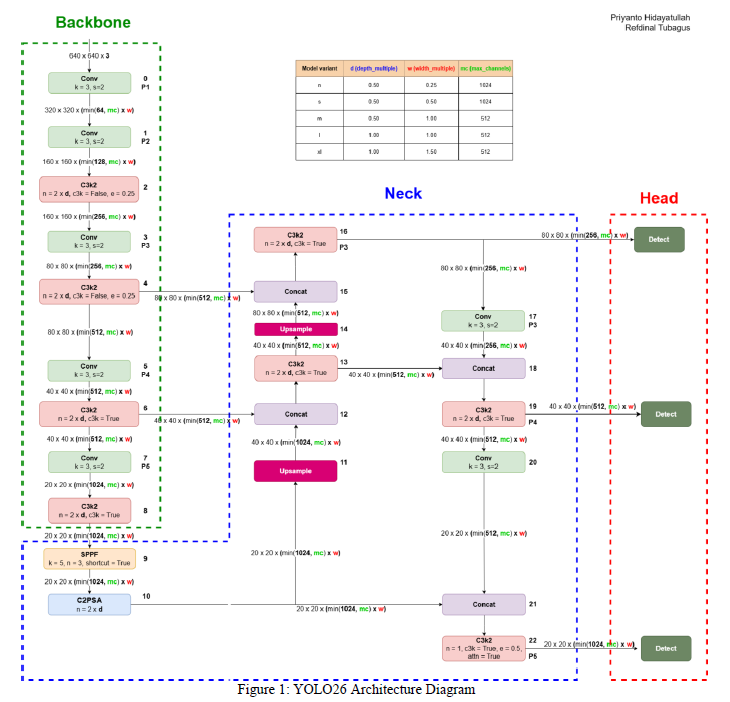 Priyanto Hidayatullah
Refdinal Tubagus
Backbone
640 x 640 x 3
Conv
k = 3, s=2
0
P1
320 x 320 x (min(64, mc) x w)
Conv
k = 3, s=2
1
P2
160 x 160 x (min(128, mc) x w)
C3k2
n = 2 x d, c3k = False, e = 0.25
2
160 x 160 x (min(256, mc) x w)
Conv
k = 3, s=2
3
P3
80 x 80 x (min(256, mc) x w)
C3k2
n = 2 x d, c3k = False, e = 0.25
4
80 x 80 x (min(512, mc) x w)
80 x 80 x (min(512, mc) x w)
Conv
k = 3, s=2
5
P4
40 x 40 x (min(512, mc) x w)
C3k2
n = 2 x d, c3k = True
6
40 x 40 x (min(512, mc) x w)
40 x 40 x (min(512, mc) x w)
Conv
k = 3, s=2
7
P5
20 x 20 x (min(1024, mc) x w)
C3k2
n = 2 x d, c3k = True
8
20 x 20 x (min(1024, mc) x w)
SPPF
k = 5, n = 3, shortcut = True
9
20 x 20 x (min(1024, mc) x w)
C2PSA
n = 2 x d
10
Model variant d (depth_multiple) w (width_multiple) mc (max_channels)
n 0.50 0.25 1024
s 0.50 0.50 1024
m 0.50 1.00 512
l 1.00 1.00 512
xl 1.00 1.50 512
Neck
C3k2
n = 2 x d, c3k = True
16
P3
Concat
15
80 x 80 x (min(512, mc) x w)
Upsample
14
40 x 40 x (min(512, mc) x w)
C3k2
n = 2 x d, c3k = True
13
40 x 40 x (min(512, mc) x w)
Concat
12
40 x 40 x (min(1024, mc) x w)
Upsample
11
20 x 20 x (min(1024, mc) x w)
20 x 20 x (min(1024, mc) x w)
80 x 80 x (min(256, mc) x w)
80 x 80 x (min(256, mc) x w)
Conv
k = 3, s=2
17
P3
40 x 40 x (min(256, mc) x w)
Concat
18
C3k2
n = 2 x d, c3k = True
19
P4
40 x 40 x (min(512, mc) x w)
40 x 40 x (min(512, mc) x w)
Conv
k = 3, s=2
20
20 x 20 x (min(512, mc) x w)
Concat
21
C3k2
n = 1, c3k = True, e = 0.5,
attn = True
22
P5
20 x 20 x (min(1024, mc) x w)
Head
Detect
Detect
Detect
Figure 1: YOLO26 Architecture Diagram